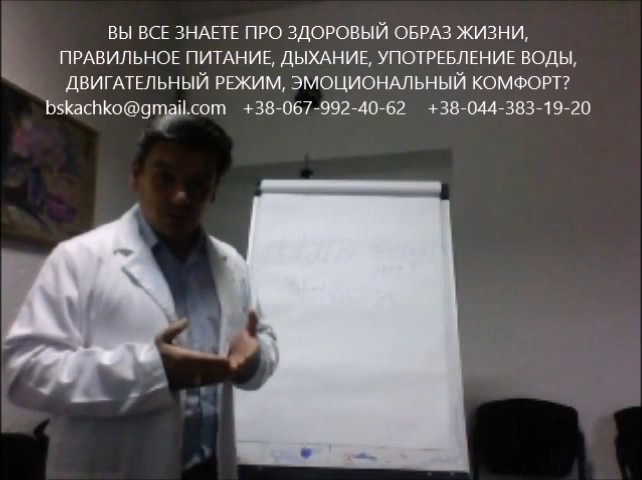 ВЫ ВСЕ ЗНАЕТЕ ПРО ЗДОРОВЫЙ ОБРАЗ ЖИЗНИ,
ПРАВИЛЬНОЕ ПИТАНИЕ, ДЫХАНИЕ, УПОТРЕБЛЕНИЕ ВОДЫ,
ДВИГАТЕЛЬНЫЙ РЕЖИМ, ЭМОЦИОНАЛЬНЫЙ КОМФОРТ?
bskachko@gmail.com +38-067-992-40-62 +38-044-383-19-20